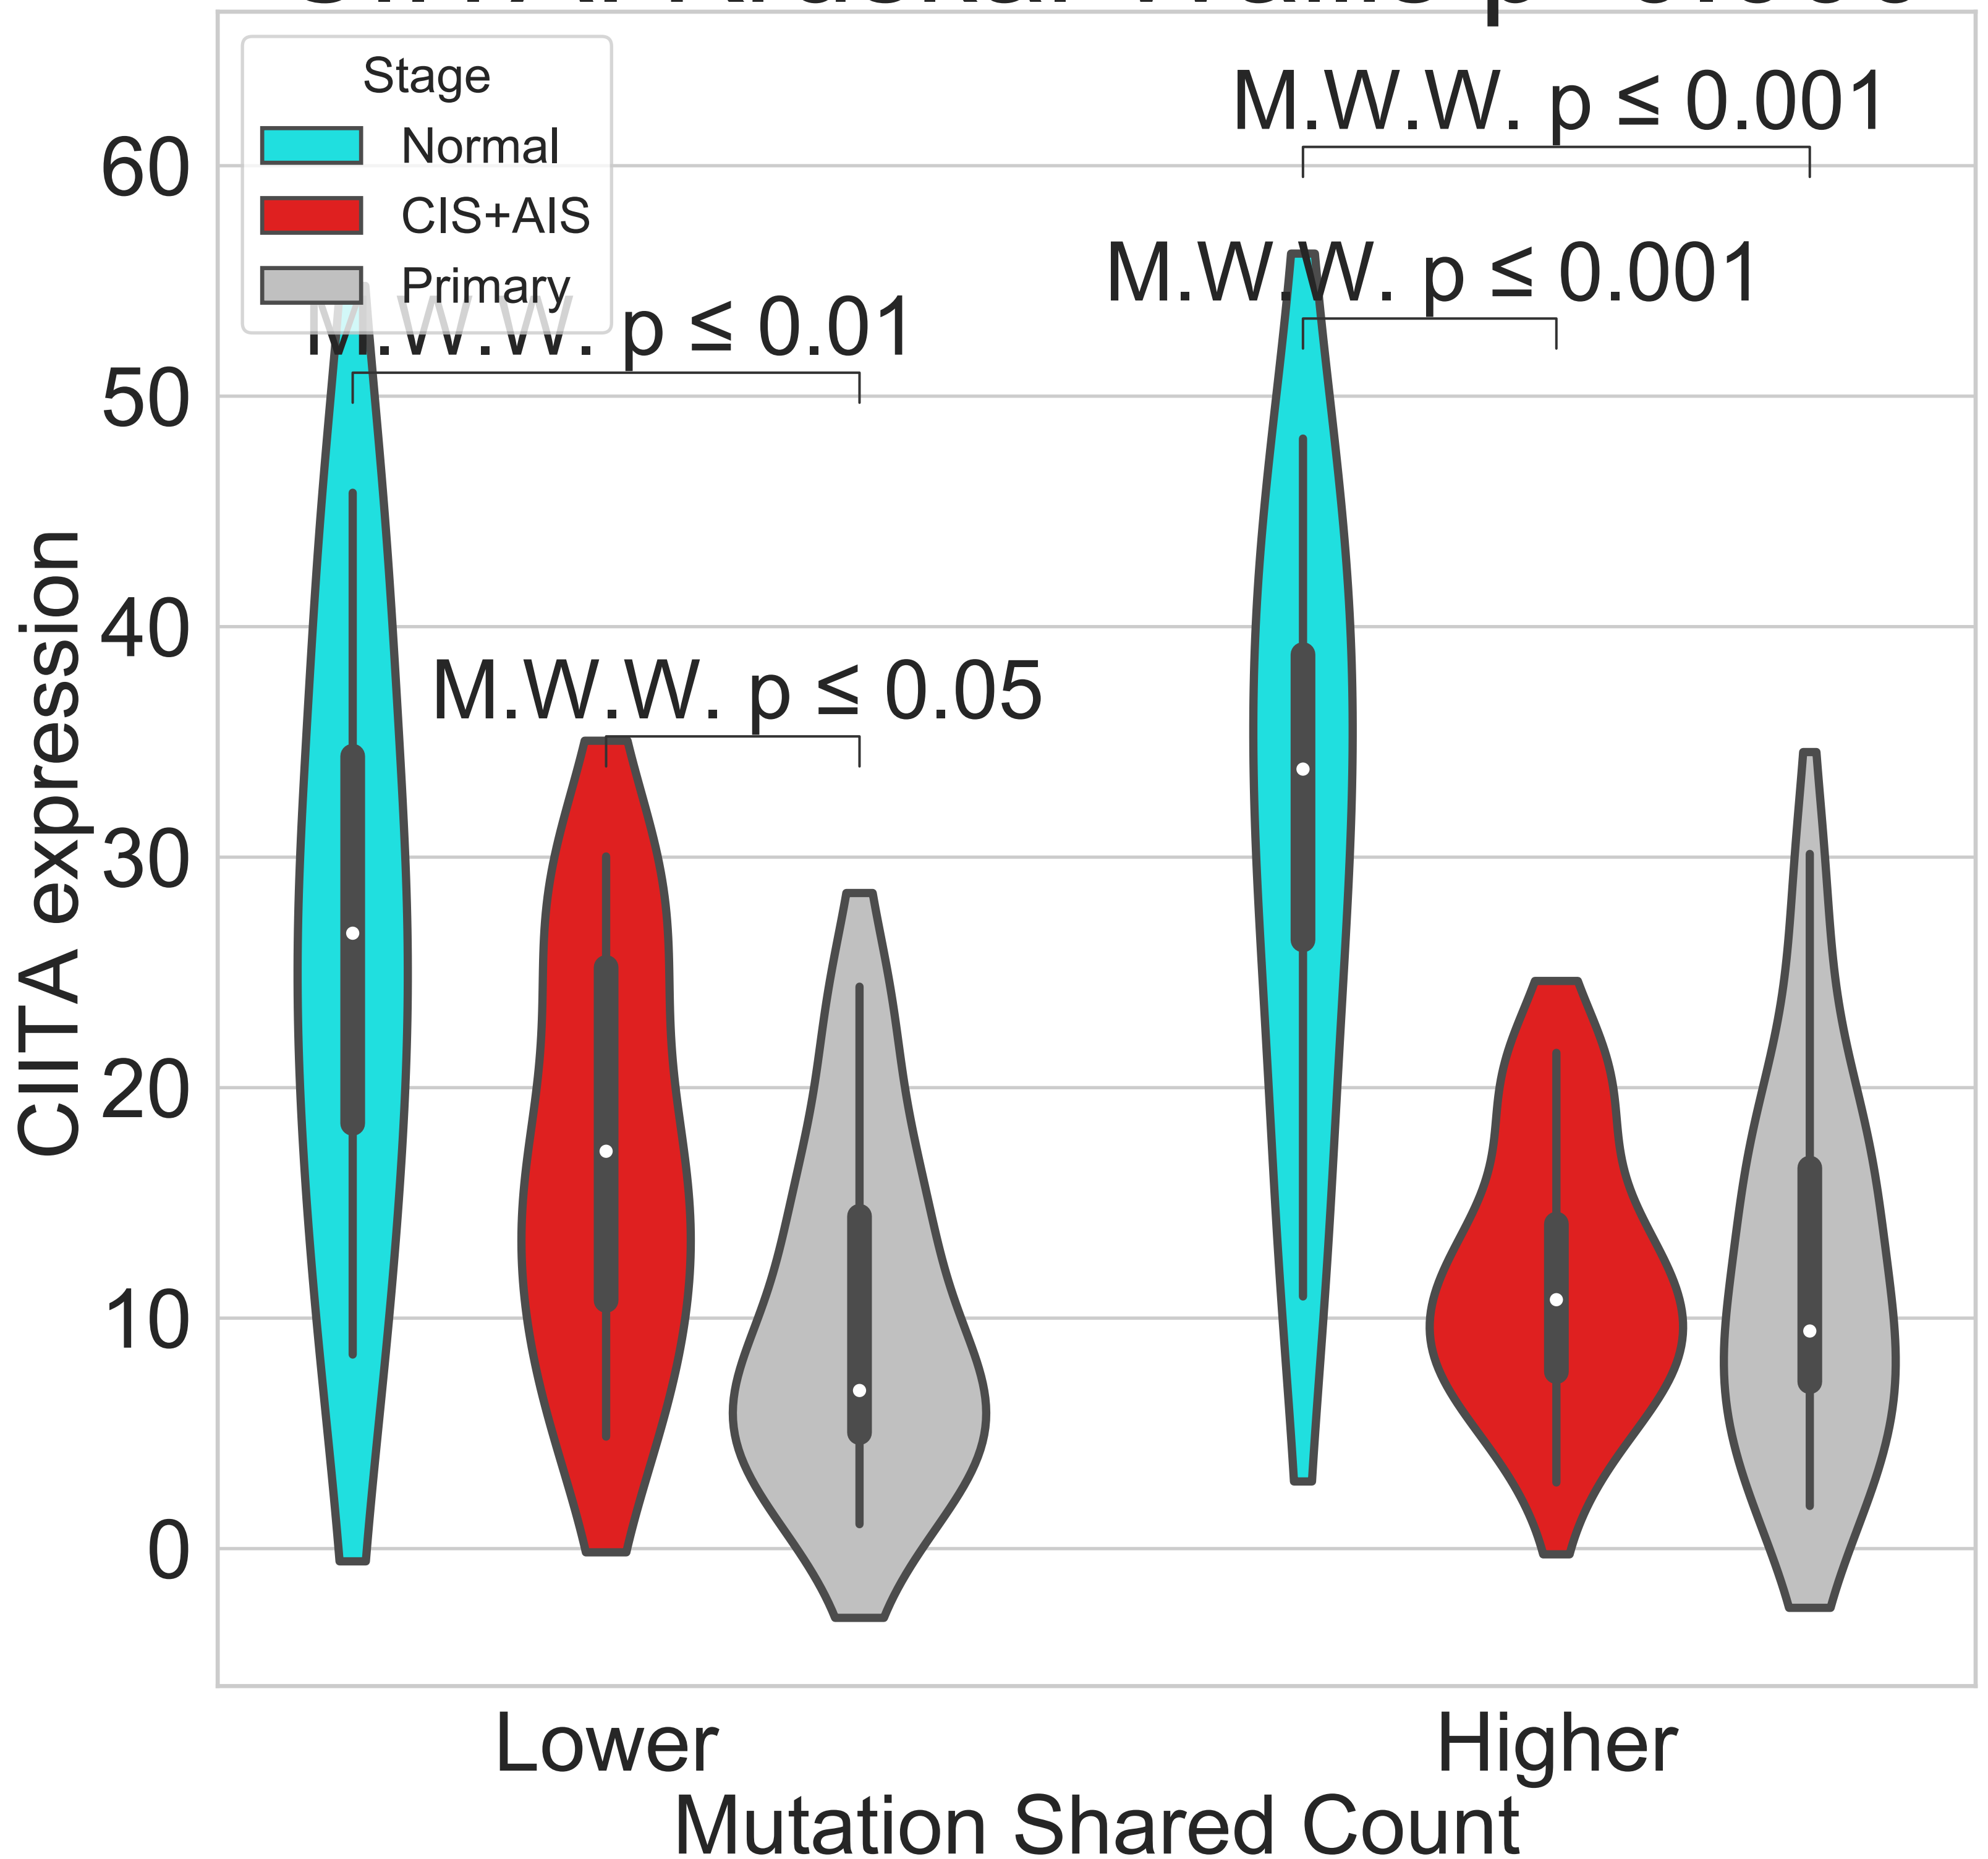 Stage
Normal
CIS+AIS
Primary
M.W.W. p ≤ 0.001
M.W.W. p ≤ 0.001
M.W.W. p ≤ 0.01
M.W.W. p ≤ 0.05
CIITA expression
60
50
40
30
20
10
0
Lower
Higher
Mutation Shared Count